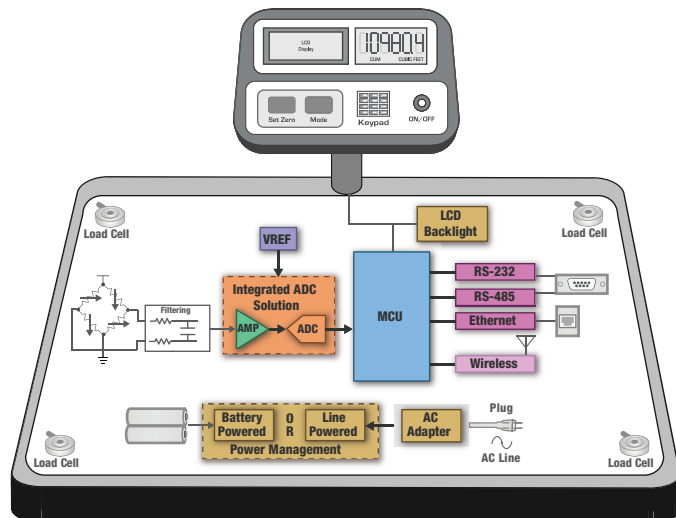 LCD
Display
10980.4
CUM CUBIC FEET
Set Zero Mode Keypad ON/OFF
Load Cell
Load Cell
LCD
Backlight
VREF
Integrated ADC
Solution
AMP
ADC
Filtering
MCU
RS-232
RS-485
Ethernet
Wireless
Battery
Powered
O
R
Line
Powered
Power Management
AC
Adapter
Plug
AC Line
Load Cell
Load Cell